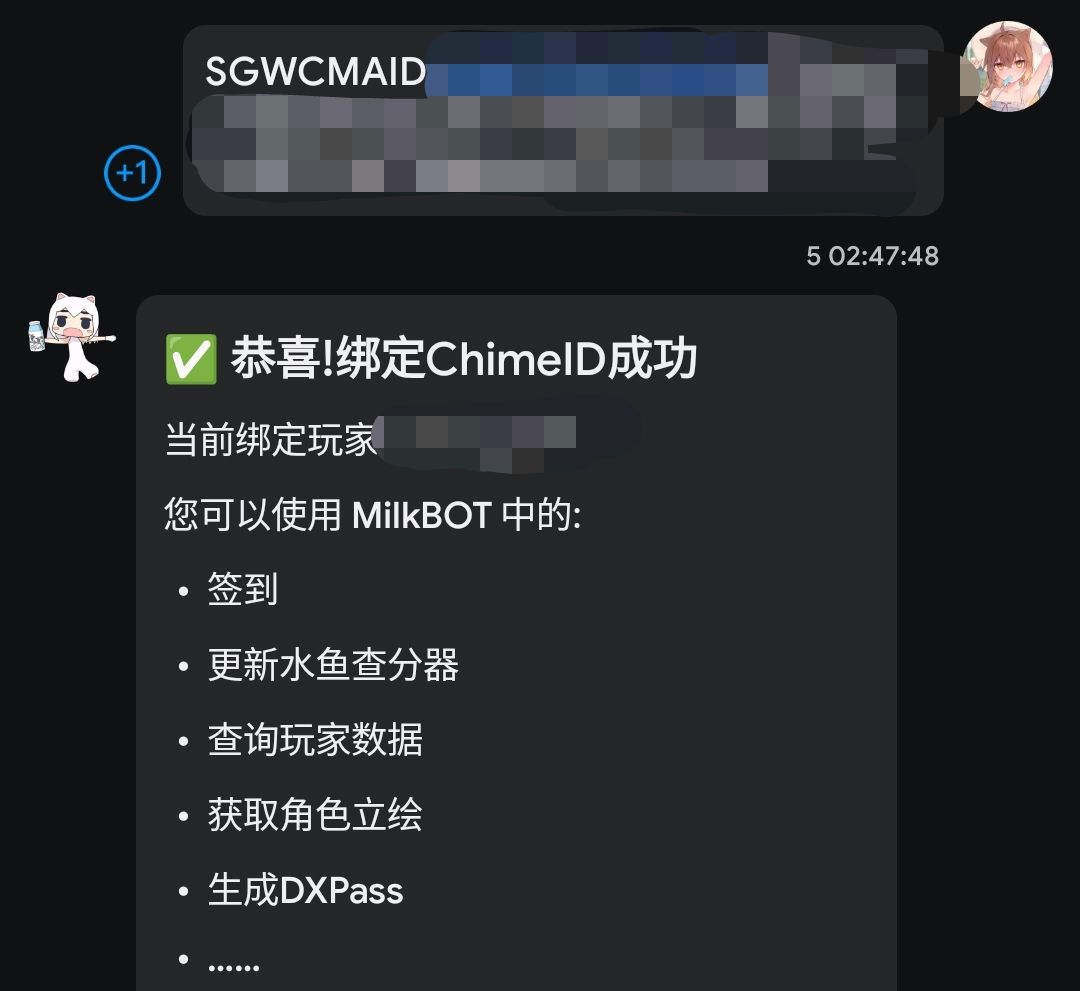 SGWCMAID
+1
5 02:47:48
✅ 恭喜!绑定ChimeID成功
当前绑定玩家
您可以使用 MilkBOT 中的:
• 签到
• 更新水鱼查分器
• 查询玩家数据
• 获取角色立绘
• 生成DXPass
• ......